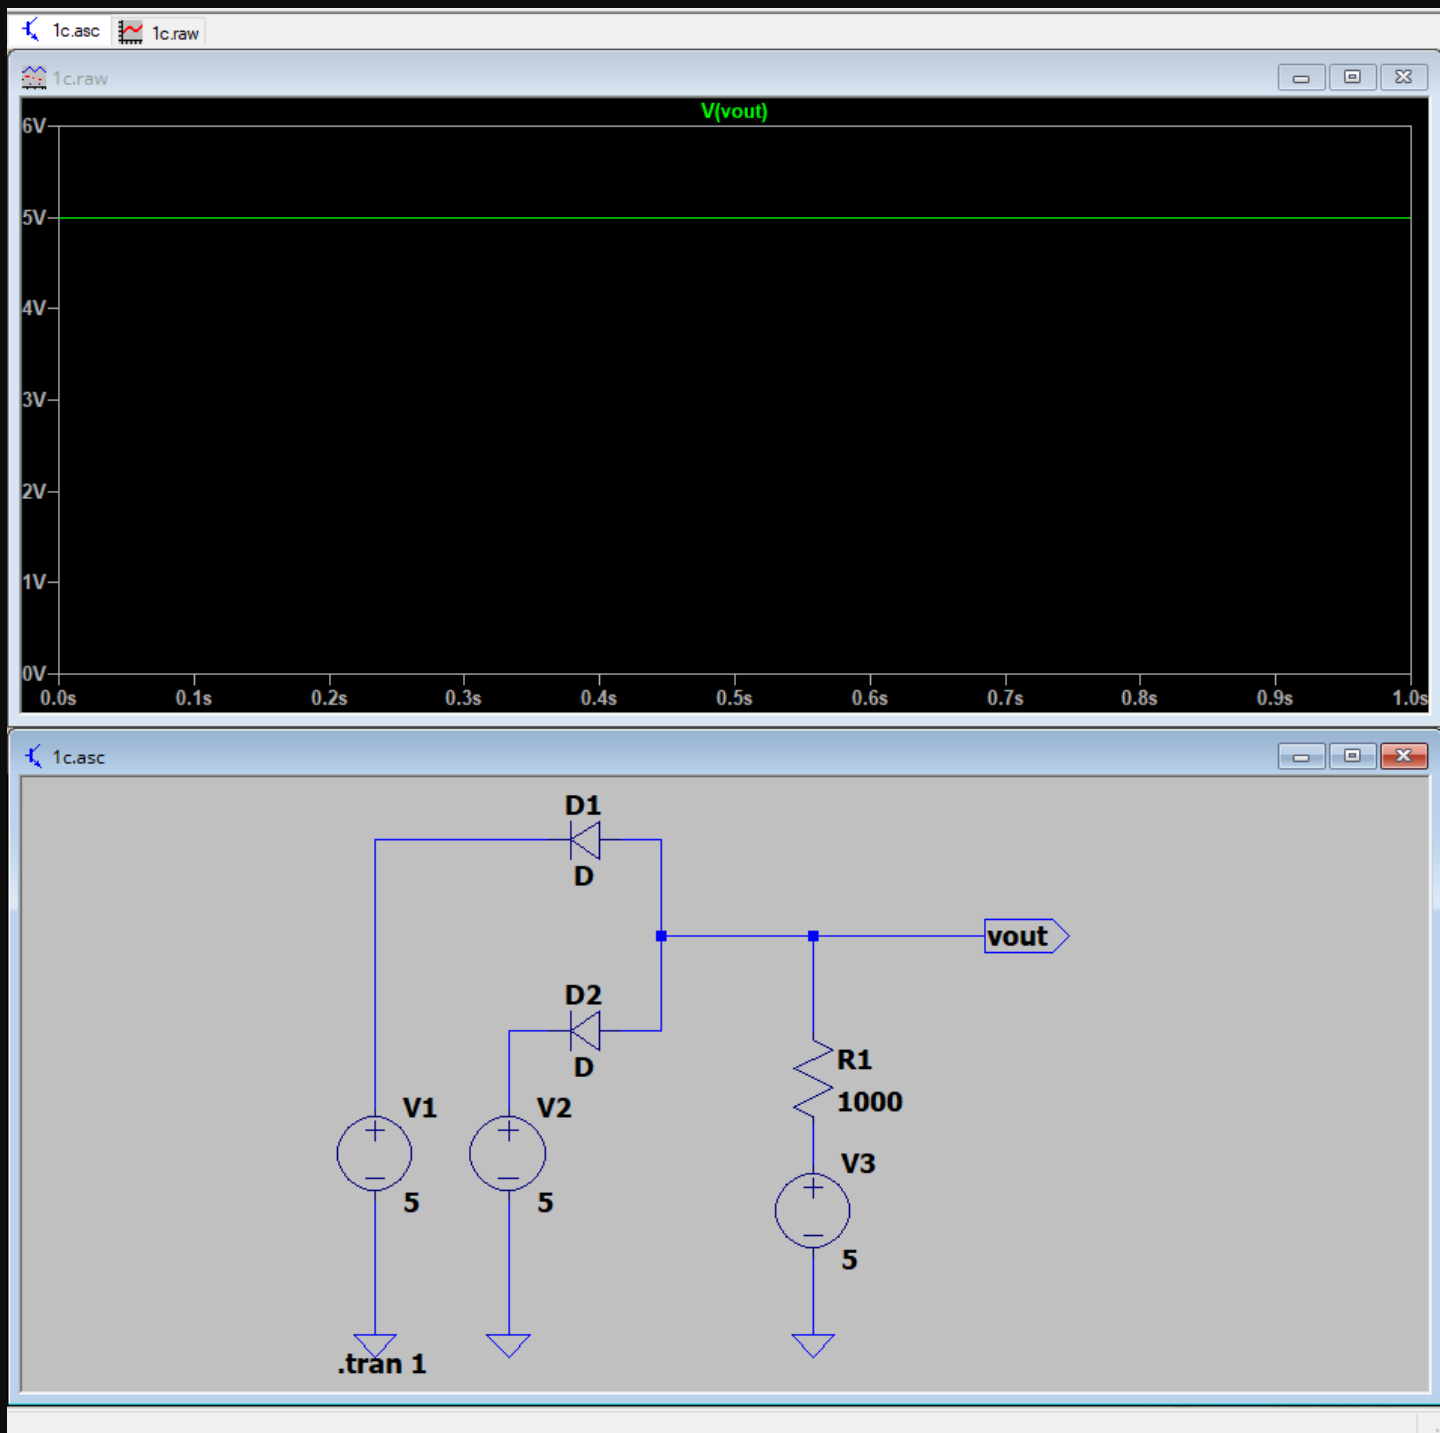 1c.asc 1c.raw
1c.raw
V(vout)
6V
5V
4V
3V
2V
1V
0V
0.0s 0.1s 0.2s 0.3s 0.4s 0.5s 0.6s 0.7s 0.8s 0.9s 1.0s
1c.asc
D1
D
vout
D2
D
R1
1000
V1 V2
V3
5 5
5
.tran 1